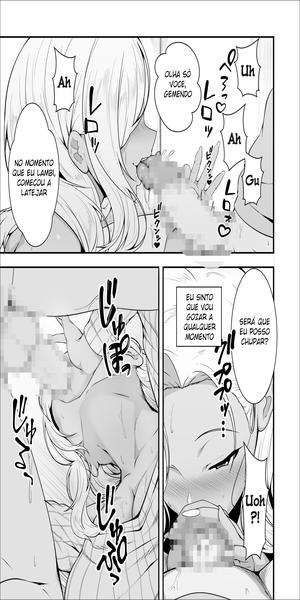 Uh
OLHA SÓ
VOCÊ,
GEMENDO
Ah
Ah
Gu
NO MOMENTO
QUE EU LAMBI,
COMEÇOU A
LATEJAR
SERÁ QUE
EU POSSO
CHUPAR?
EU SINTO
QUE VOU
GOZAR A
QUALQUER
MOMENTO
Uoh
?!